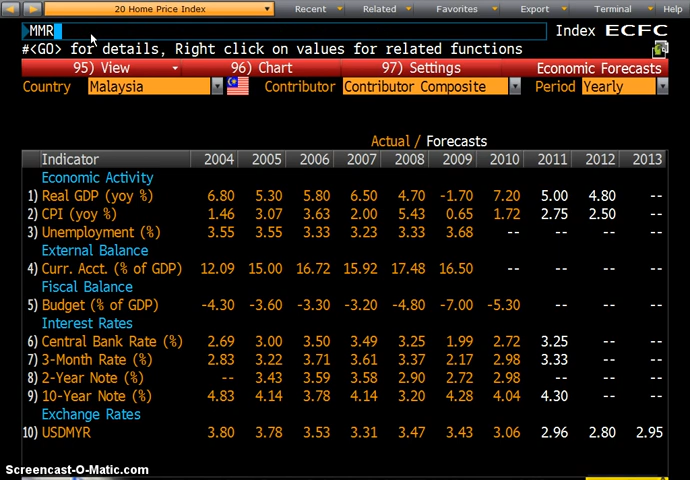 20 Home Price Index Recent Related Favorites Export Terminal Help
MMR Index ECFC
#<GO> for details, Right click on values for related functions
95) View 96) Chart 97) Settings Economic Forecasts
Country Malaysia Contributor Contributor Composite Period Yearly
Actual / Forecasts
Indicator 2004 2005 2006 2007 2008 2009 2010 2011 2012 2013
Economic Activity
1) Real GDP (yoy %) 6.80 5.30 5.80 6.50 4.70 -1.70 7.20 5.00 4.80 --
2) CPI (yoy %) 1.46 3.07 3.63 2.00 5.43 0.65 1.72 2.75 2.50 --
3) Unemployment (%) 3.55 3.55 3.33 3.23 3.33 3.68 -- -- -- --
External Balance
4) Curr. Acct. (% of GDP) 12.09 15.00 16.72 15.92 17.48 16.50 -- -- -- --
Fiscal Balance
5) Budget (% of GDP) -4.30 -3.60 -3.30 -3.20 -4.80 -7.00 -5.30 -- -- --
Interest Rates
6) Central Bank Rate (%) 2.69 3.00 3.50 3.49 3.25 1.99 2.72 3.25 -- --
7) 3-Month Rate (%) 2.83 3.22 3.71 3.61 3.37 2.17 2.98 3.33 -- --
8) 2-Year Note (%) -- 3.43 3.59 3.58 2.90 2.72 2.98 -- -- --
9) 10-Year Note (%) 4.83 4.14 3.78 4.14 3.20 4.28 4.04 4.30 -- --
Exchange Rates
10) USDMYR 3.80 3.78 3.53 3.31 3.47 3.43 3.06 2.96 2.80 2.95
Screencast-O-Matic.com